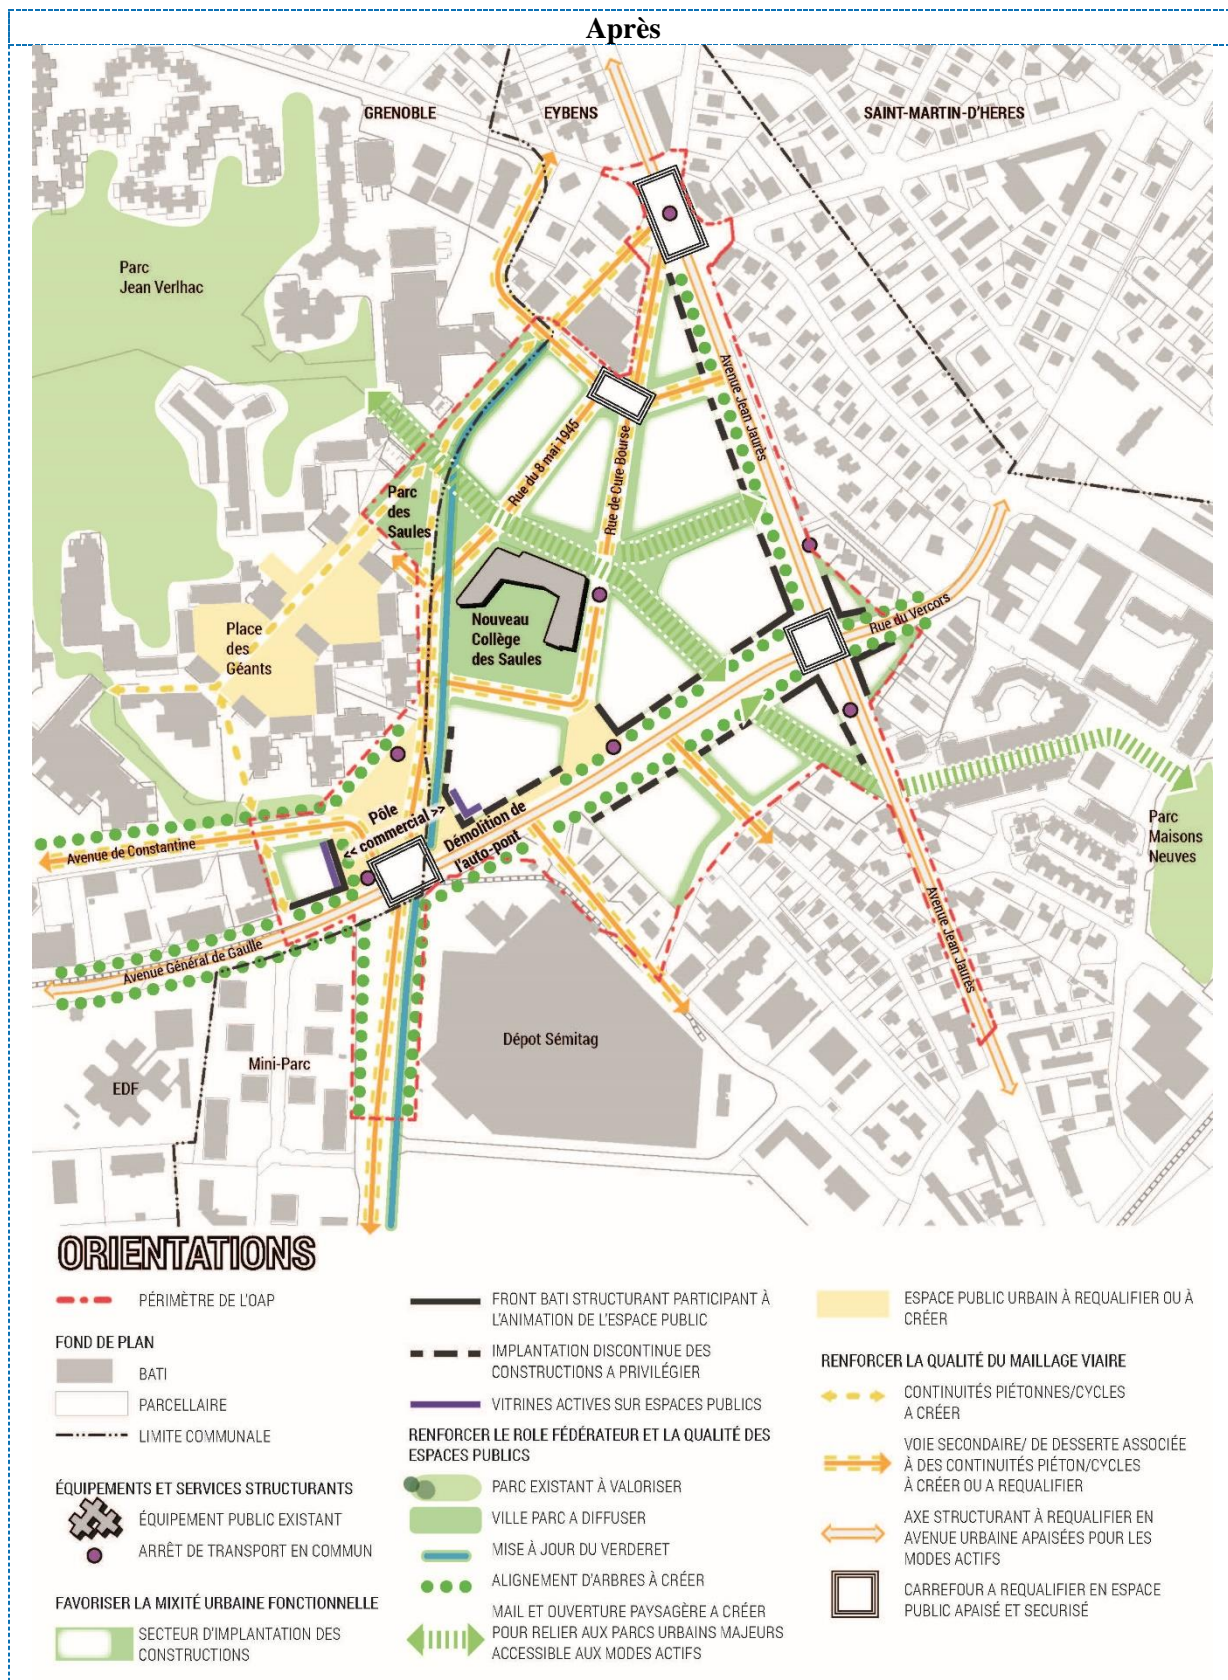 Après
GRENOBLE
EYBENS
SAINT-MARTIN-D'HERES
Parc
Jean Verlhac
Avenue Jean Jaurès
Rue du 8 mai 1945
Rue de Cure Bourse
Parc
des
Saules
Nouveau
Collège
des Saules
Rue du Vercors
Place
des
Géants
Pôle
<< commercial >>
Démolition de
l'auto-pont
Avenue de Constantine
Parc
Maisons
Neuves
Avenue Général de Gaulle
Avenue Jean Jaurès
Dépot Sémitag
Mini-Parc
EDF
ORIENTATIONS
PÉRIMÈTRE DE L'OAP
FOND DE PLAN
BATI
PARCELLAIRE
LIMITE COMMUNALE
ÉQUIPEMENTS ET SERVICES STRUCTURANTS
ÉQUIPEMENT PUBLIC EXISTANT
ARRÊT DE TRANSPORT EN COMMUN
FAVORISER LA MIXITÉ URBAINE FONCTIONNELLE
SECTEUR D'IMPLANTATION DES
CONSTRUCTIONS
FRONT BATI STRUCTURANT PARTICIPANT À
L'ANIMATION DE L'ESPACE PUBLIC
IMPLANTATION DISCONTINUE DES
CONSTRUCTIONS A PRIVILÉGIER
VITRINES ACTIVES SUR ESPACES PUBLICS
RENFORCER LE ROLE FÉDÉRATEUR ET LA QUALITÉ DES
ESPACES PUBLICS
PARC EXISTANT À VALORISER
VILLE PARC A DIFFUSER
MISE À JOUR DU VERDERET
ALIGNEMENT D'ARBRES À CRÉER
MAIL ET OUVERTURE PAYSAGÈRE A CRÉER
POUR RELIER AUX PARCS URBAINS MAJEURS
ACCESSIBLE AUX MODES ACTIFS
ESPACE PUBLIC URBAIN À REQUALIFIER OU À
CRÉER
RENFORCER LA QUALITÉ DU MAILLAGE VIAIRE
CONTINUITÉS PIÉTONNES/CYCLES
A CRÉER
VOIE SECONDAIRE/ DE DESSERTE ASSOCIÉE
À DES CONTINUITÉS PIÉTON/CYCLES
À CRÉER OU A REQUALIFIER
AXE STRUCTURANT À REQUALIFIER EN
AVENUE URBAINE APAISÉES POUR LES
MODES ACTIFS
CARREFOUR A REQUALIFIER EN ESPACE
PUBLIC APAISÉ ET SECURISÉ